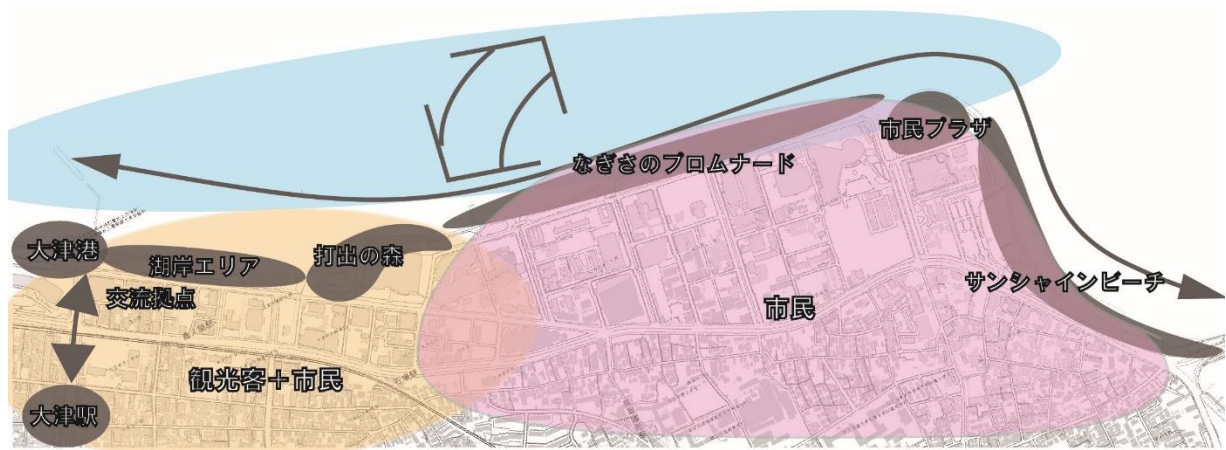 市民プラザ
なぎさのプロムナード
大津港
湖岸エリア
打出の森
サンシャインビーチ
交流拠点
市民
観光客＋市民
大津駅